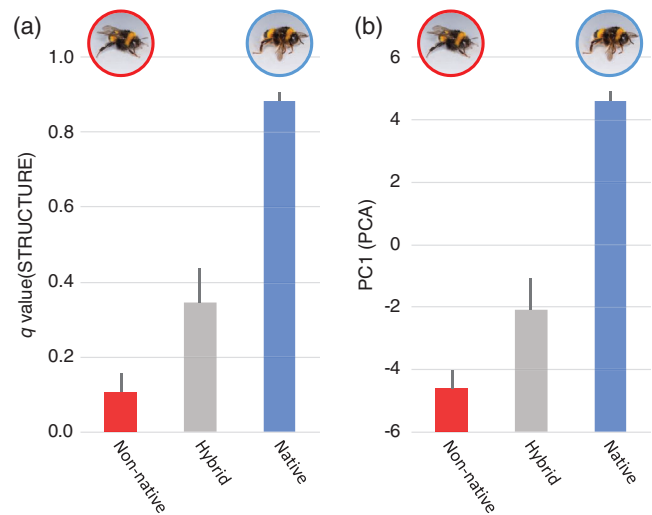 (a)
1.0
0.8
0.6
0.4
0.2
0.0
q value(STRUCTURE)
Non-native
Hybrid
Native
(b)
6
4
2
0
-2
-4
-6
PC1 (PCA)
Non-native
Hybrid
Native